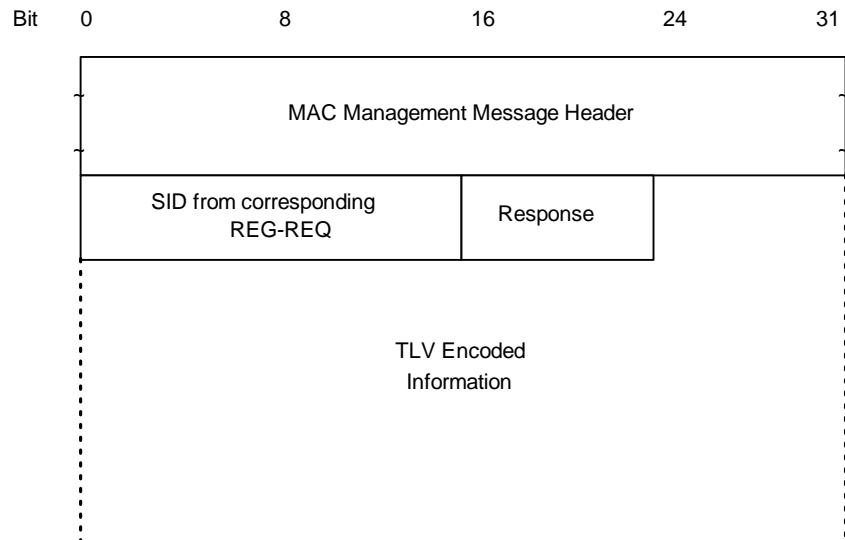 Bit 0 8 16 24 31
MAC Management Message Header
SID from corresponding
REG-REQ
Response
TLV Encoded
Information